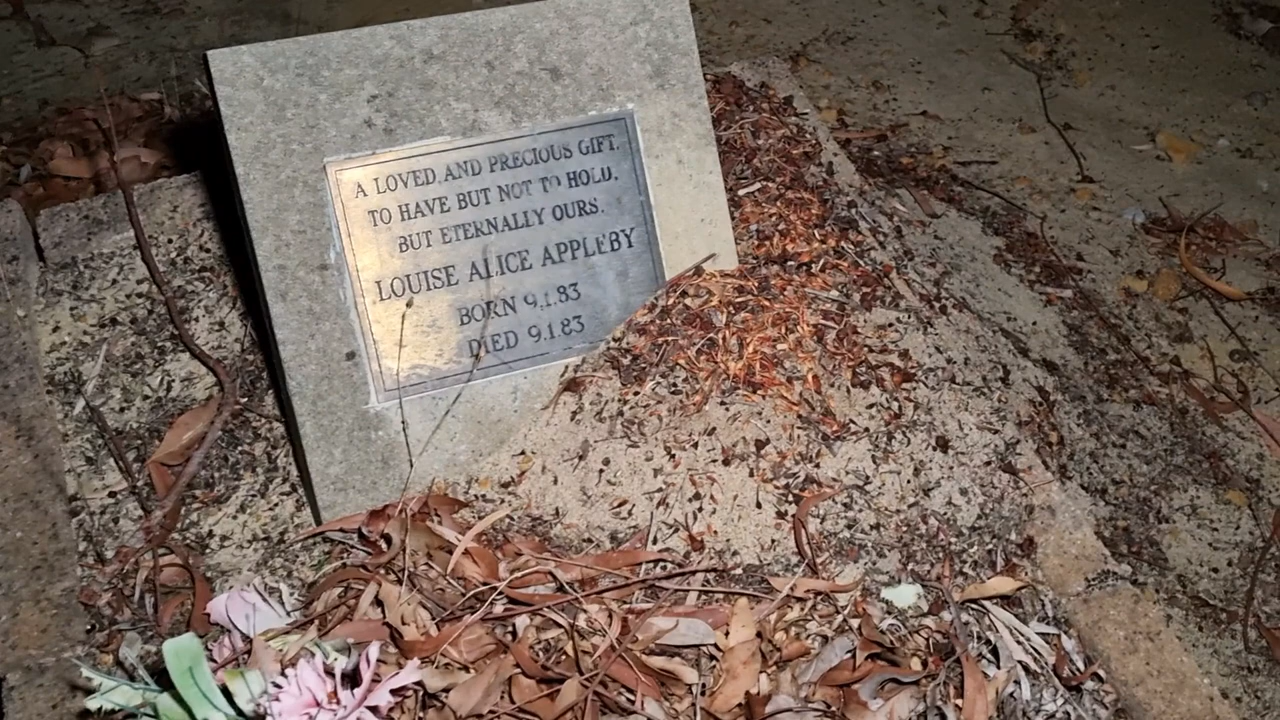 A LOVED AND PRECIOUS GIFT.
TO HAVE BUT NOT TO HOLD,
BUT ETERNALLY OURS.
LOUISE ALICE APPLEBY
BORN 9.1.83
DIED 9.1.83